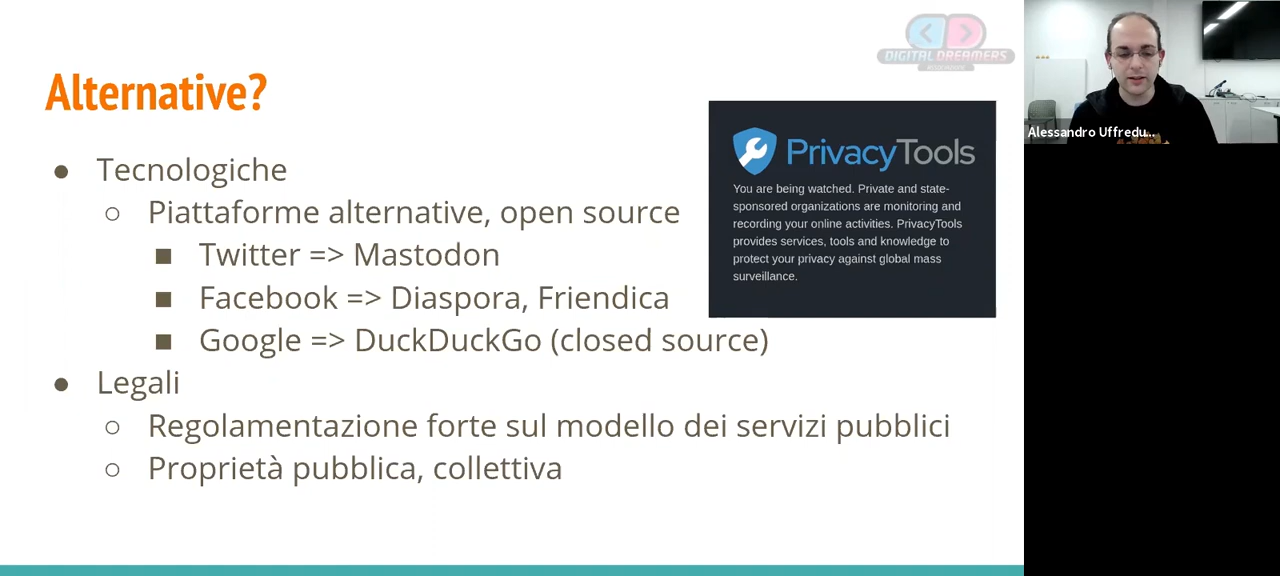 DIGITAL DREAMERS
Alternative?
● Tecnologiche
○ Piattaforme alternative, open source
■ Twitter => Mastodon
■ Facebook => Diaspora, Friendica
■ Google => DuckDuckGo (closed source)
● Legali
○ Regolamentazione forte sul modello dei servizi pubblici
○ Proprietà pubblica, collettiva
PrivacyTools
You are being watched. Private and state-
sponsored organizations are monitoring and
recording your online activities. PrivacyTools
provides services, tools and knowledge to
protect your privacy against global mass
surveillance.
Alessandro Uffredu...